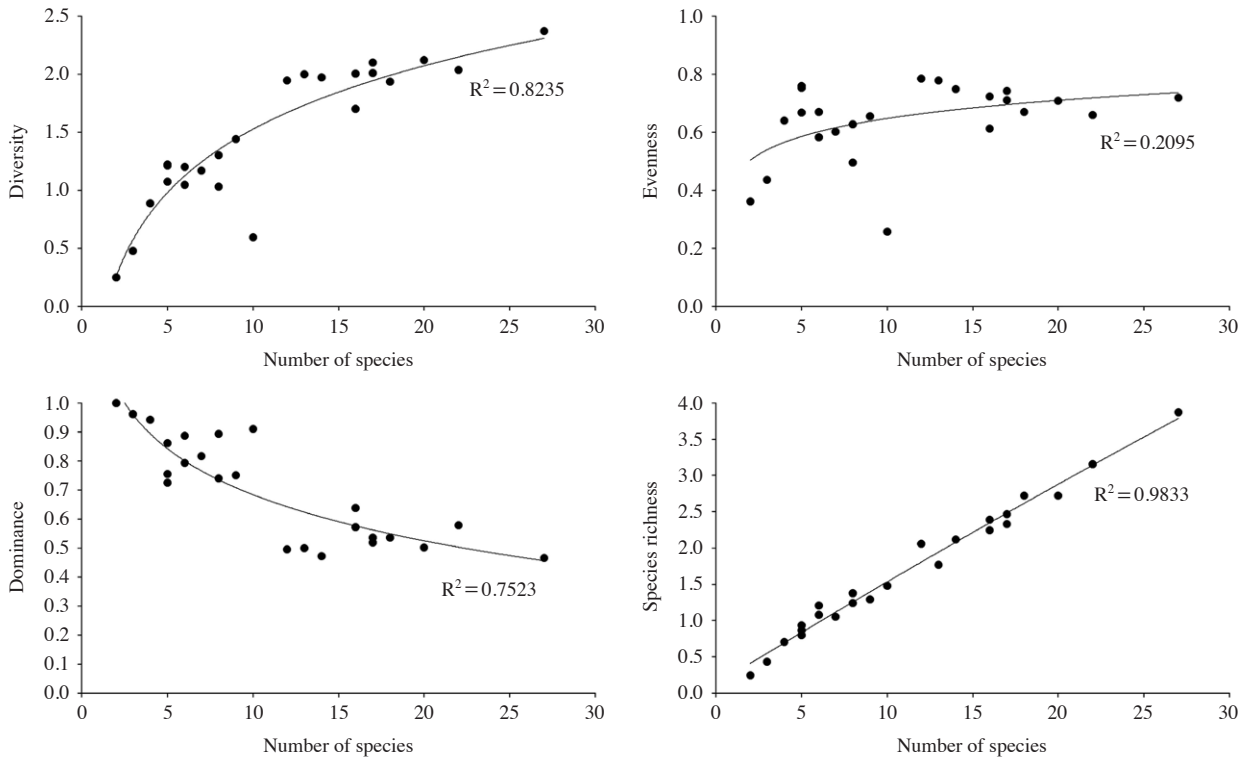 2.5
2.0
1.5
1.0
0.5
0.0
Diversity
R² = 0.8235
0 5 10 15 20 25 30
Number of species
1.0
0.8
0.6
0.4
0.2
0.0
Evenness
R² = 0.2095
0 5 10 15 20 25 30
Number of species
1.0
0.9
0.8
0.7
0.6
0.5
0.4
0.3
0.2
0.1
0.0
Dominance
R² = 0.7523
0 5 10 15 20 25 30
Number of species
4.0
3.5
3.0
2.5
2.0
1.5
1.0
0.5
0.0
Species richness
R² = 0.9833
0 5 10 15 20 25 30
Number of species